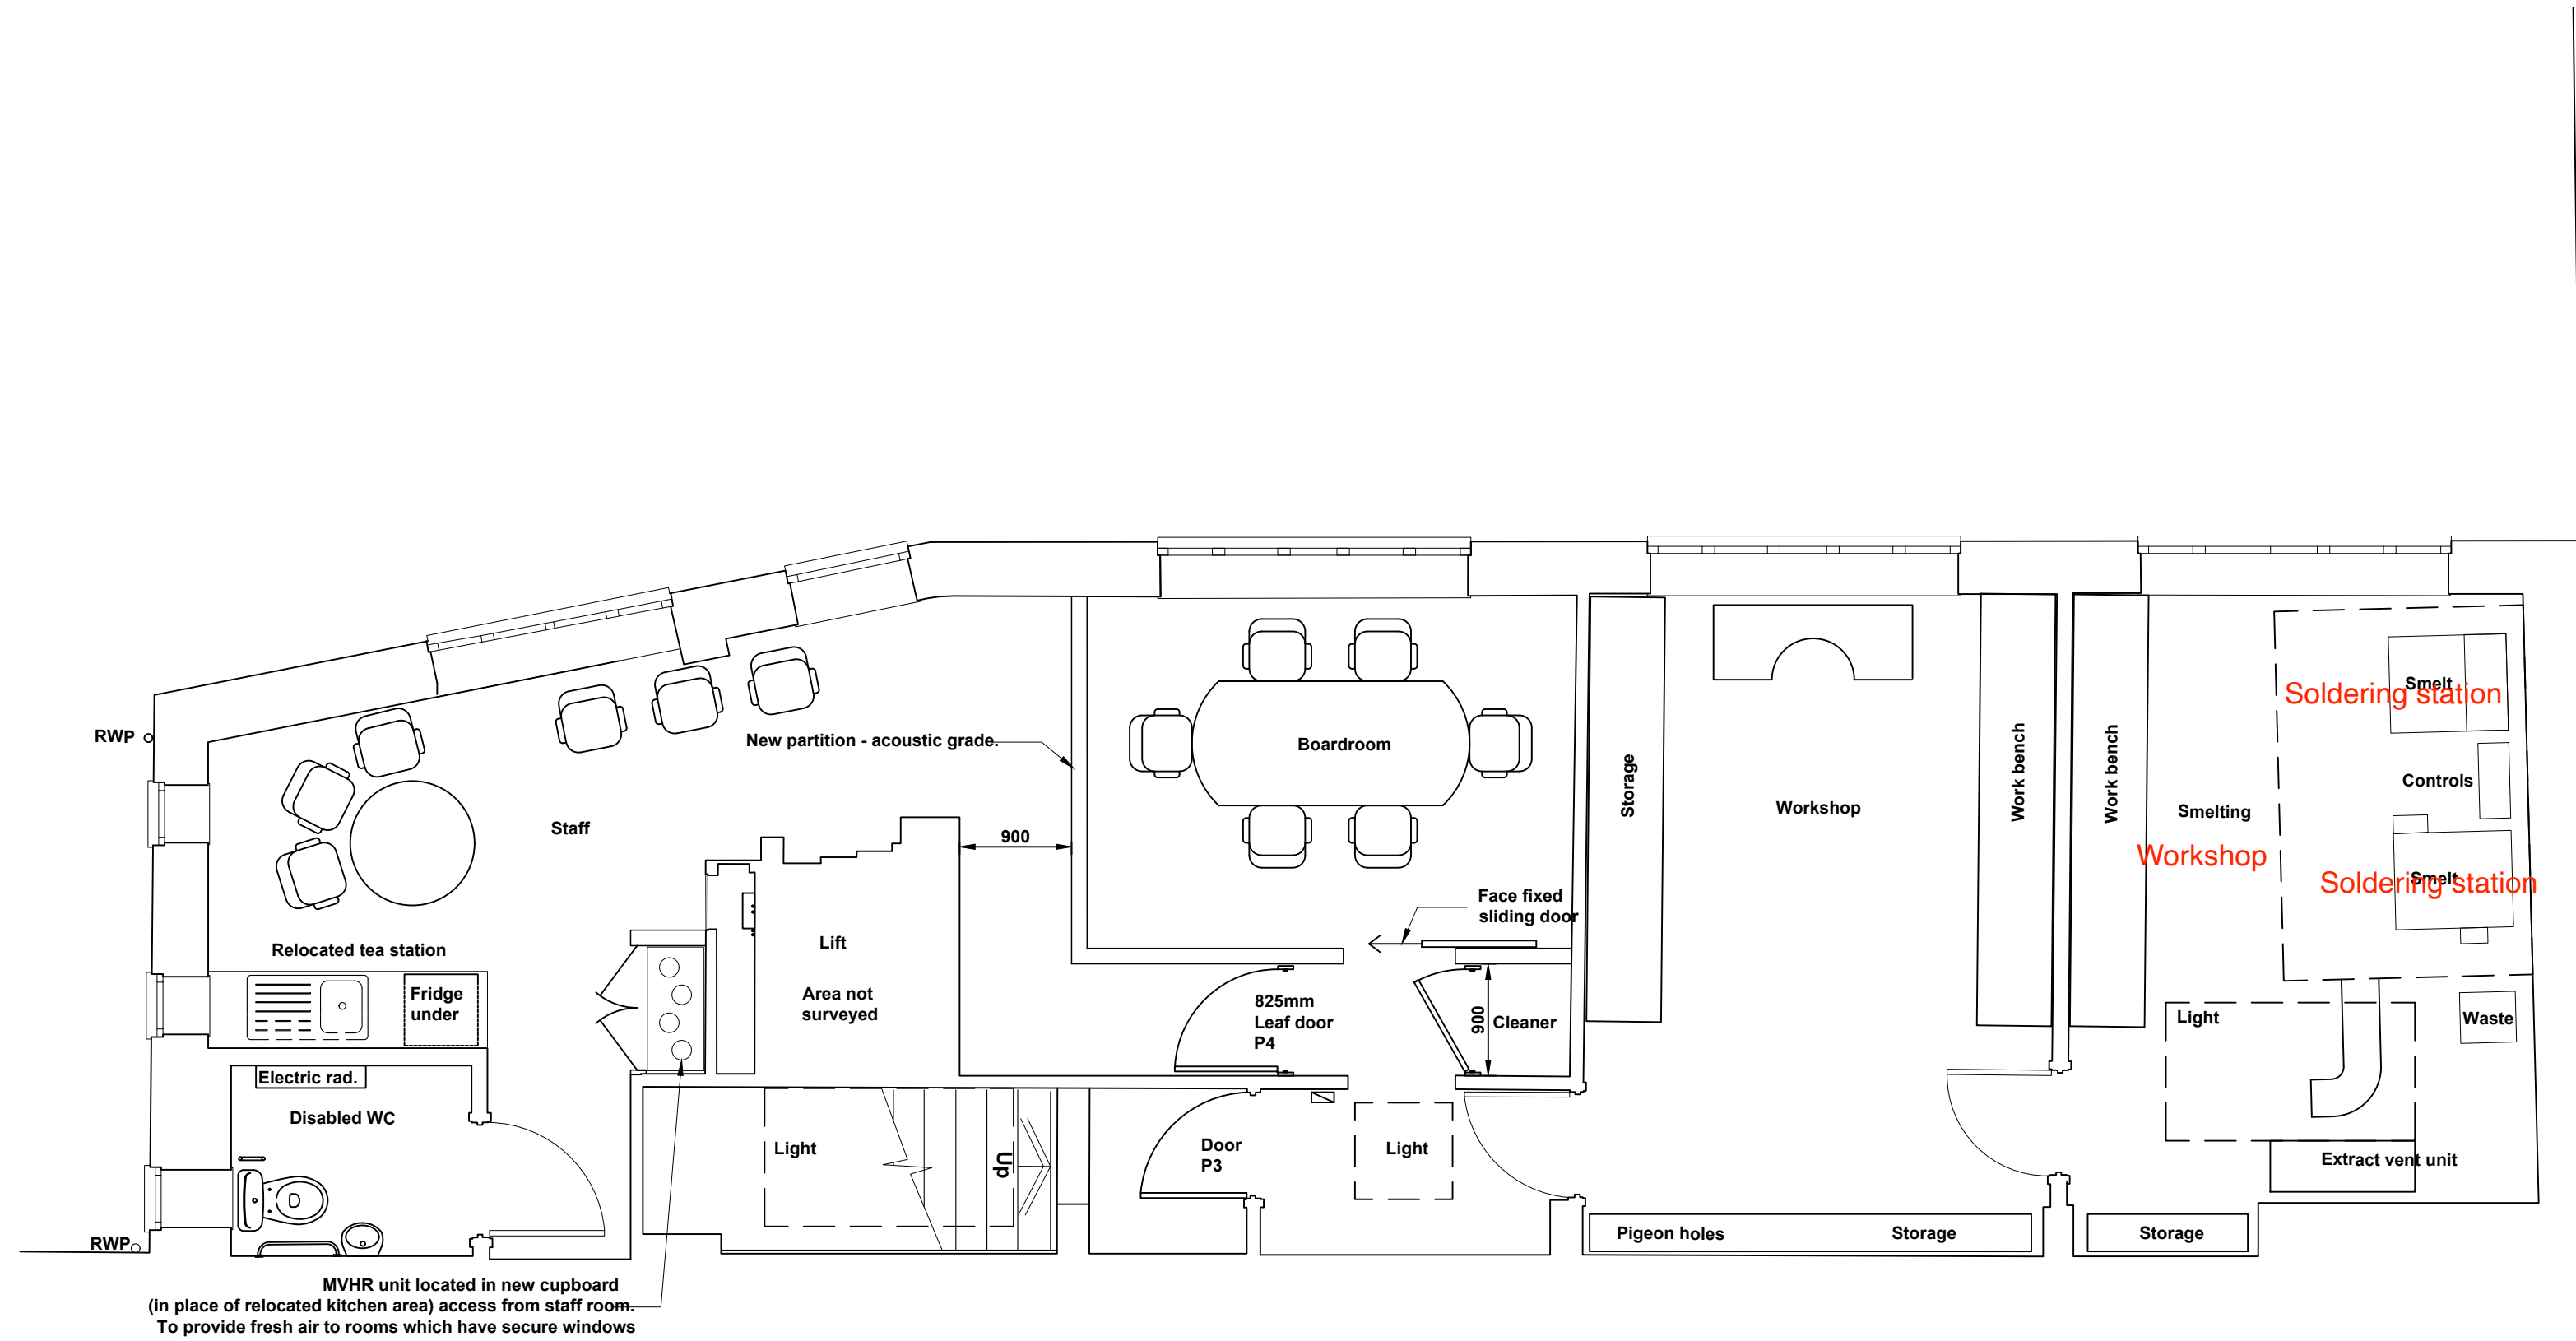 RWP
Relocated tea station
Fridge
under
Electric rad.
Disabled WC
RWP
MVHR unit located in new cupboard
(in place of relocated kitchen area) access from staff room.
To provide fresh air to rooms which have secure windows
Staff
New partition - acoustic grade.
900
Lift
Area not
surveyed
Light
Up
Boardroom
Face fixed
sliding door
825mm
Leaf door
P4
900
Cleaner
Door
P3
Light
Storage
Workshop
Work bench
Pigeon holes
Storage
Work bench
Smelting
Workshop
Smelt
Soldering station
Controls
Smelt
Soldering station
Light
Waste
Extract vent unit
Storage